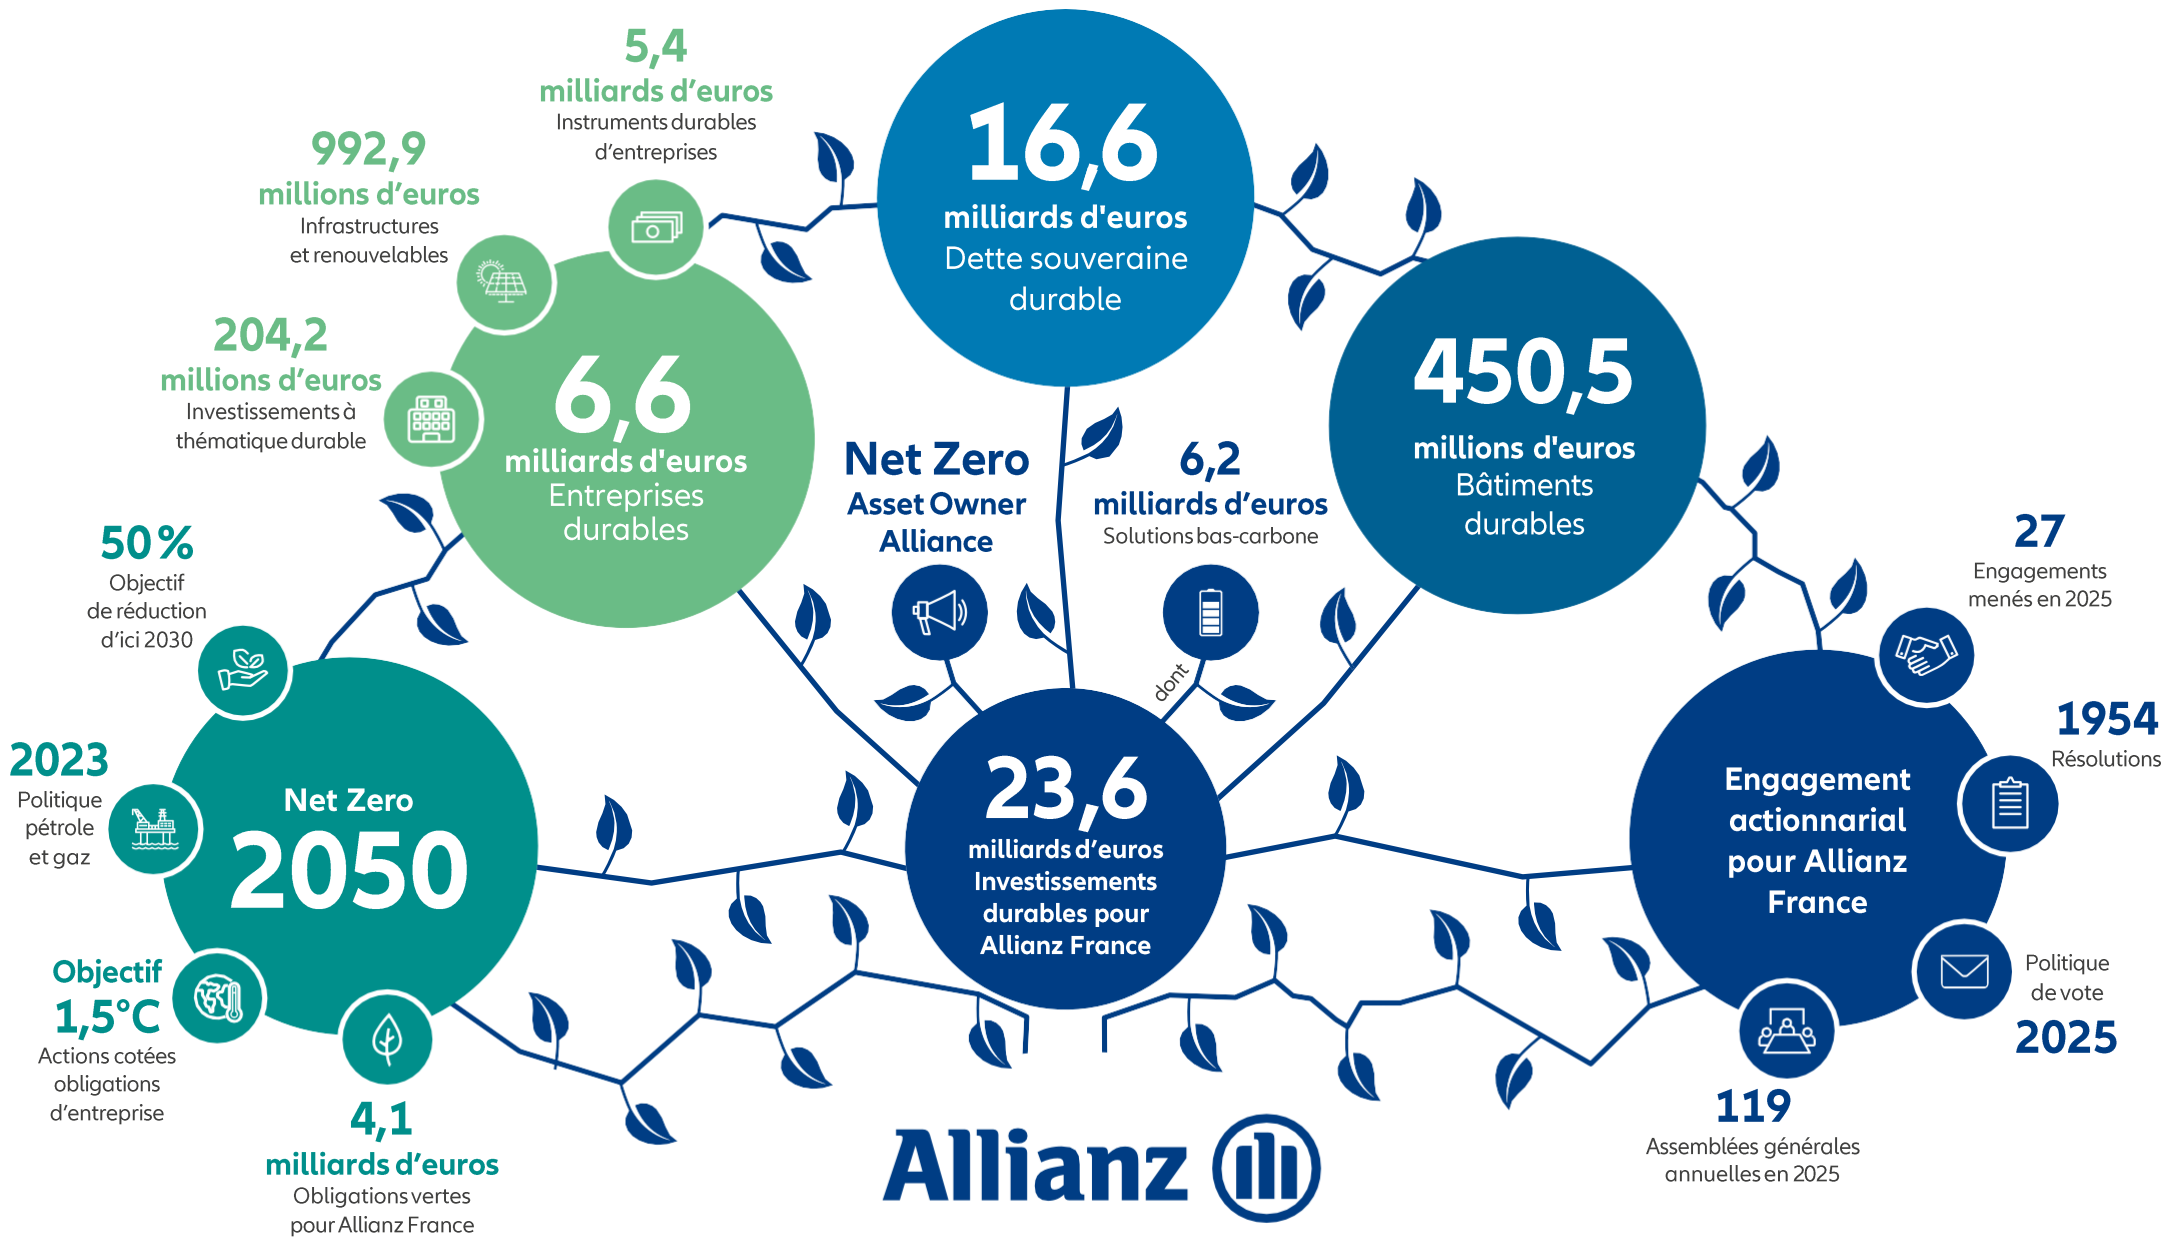 5,4
milliards d’euros
Instruments durables
d’entreprises
992,9
millions d’euros
Infrastructures
et renouvelables
204,2
millions d’euros
Investissements à
thématique durable
6,6
milliards d'euros
Entreprises
durables
16,6
milliards d'euros
Dette souveraine
durable
450,5
millions d'euros
Bâtiments
durables
Net Zero
Asset Owner
Alliance
6,2
milliards d’euros
Solutions bas-carbone
dont
23,6
milliards d’euros
Investissements
durables pour
Allianz France
50 %
Objectif
de réduction
d’ici 2030
2023
Politique
pétrole
et gaz
Objectif
1,5°C
Actions cotées
obligations
d’entreprise
4,1
milliards d’euros
Obligations vertes
pour Allianz France
Net Zero
2050
27
Engagements
menés en 2025
1954
Résolutions
Engagement
actionnarial
pour Allianz
France
Politique
de vote
2025
119
Assemblées générales
annuelles en 2025
Allianz